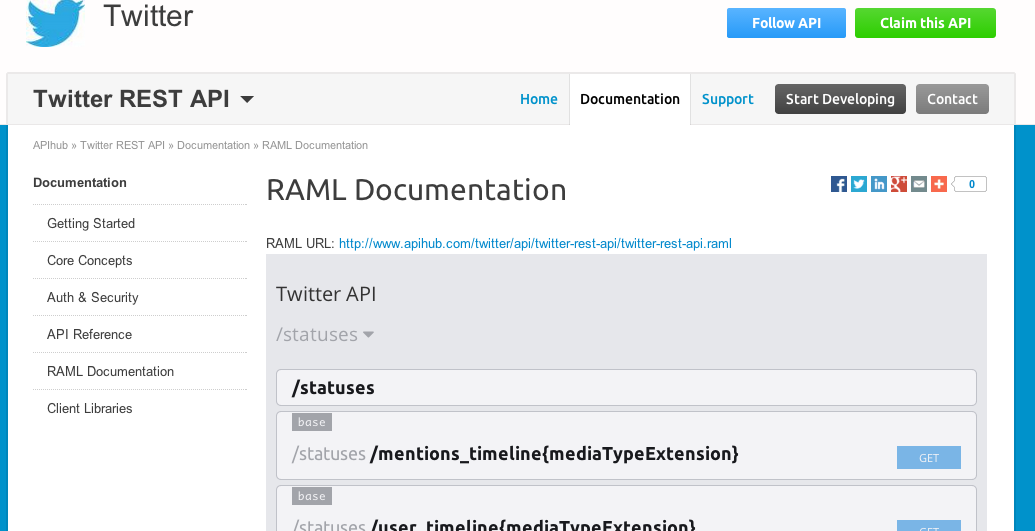 Twitter
Follow API
Claim this API
Twitter REST API
Home
Documentation
Support
Start Developing
Contact
APIhub » Twitter REST API » Documentation » RAML Documentation
Documentation
Getting Started
Core Concepts
Auth & Security
API Reference
RAML Documentation
Client Libraries
RAML Documentation
0
RAML URL: http://www.apihub.com/twitter/api/twitter-rest-api/twitter-rest-api.raml
Twitter API
/statuses
/statuses
base
/statuses /mentions_timeline{mediaTypeExtension}
GET
base
/statuses /user_timeline{mediaTypeExtension}
GET